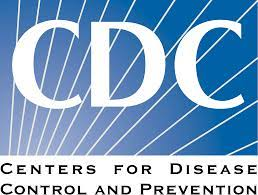 CDC
CENTERS FOR DISEASE
CONTROL AND PREVENTION